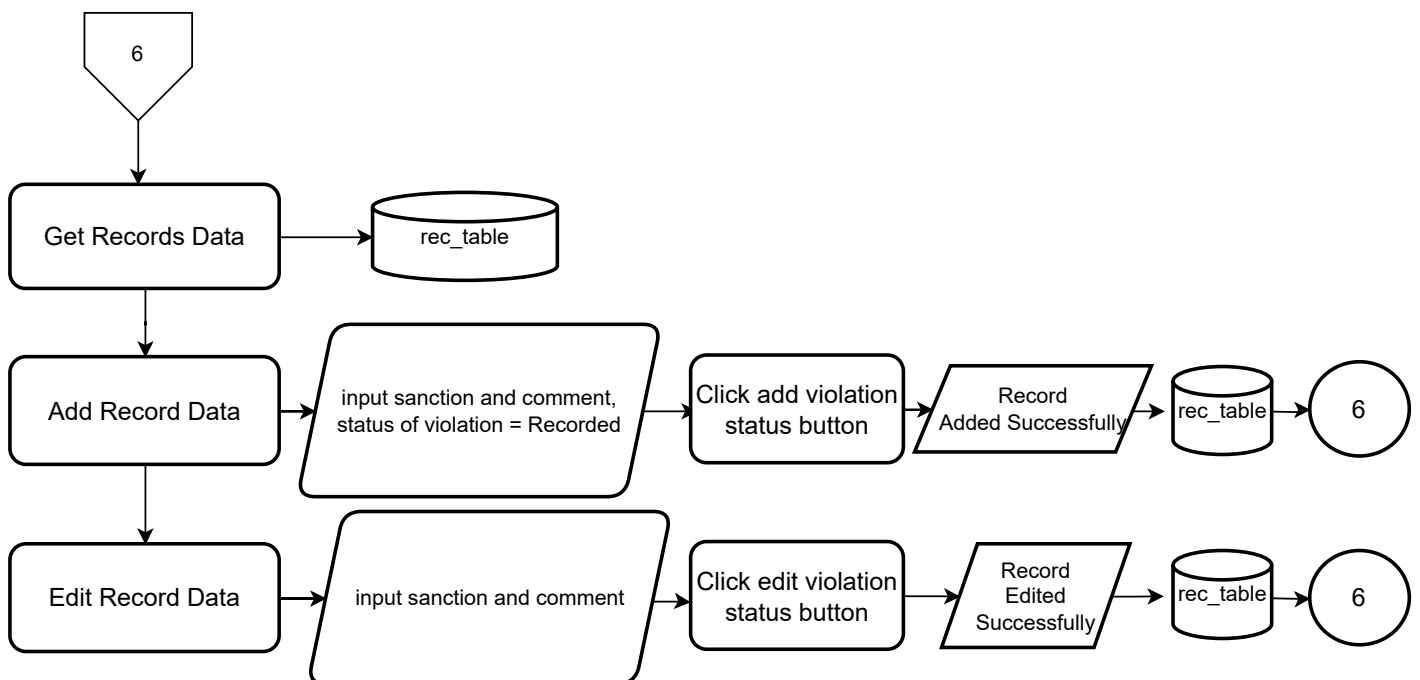 6
Get Records Data
rec_table
Add Record Data
input sanction and comment,
status of violation = Recorded
Click add violation
status button
Record
Added Successfully
rec_table
6
Edit Record Data
input sanction and comment
Click edit violation
status button
Record
Edited
Successfully
rec_table
6